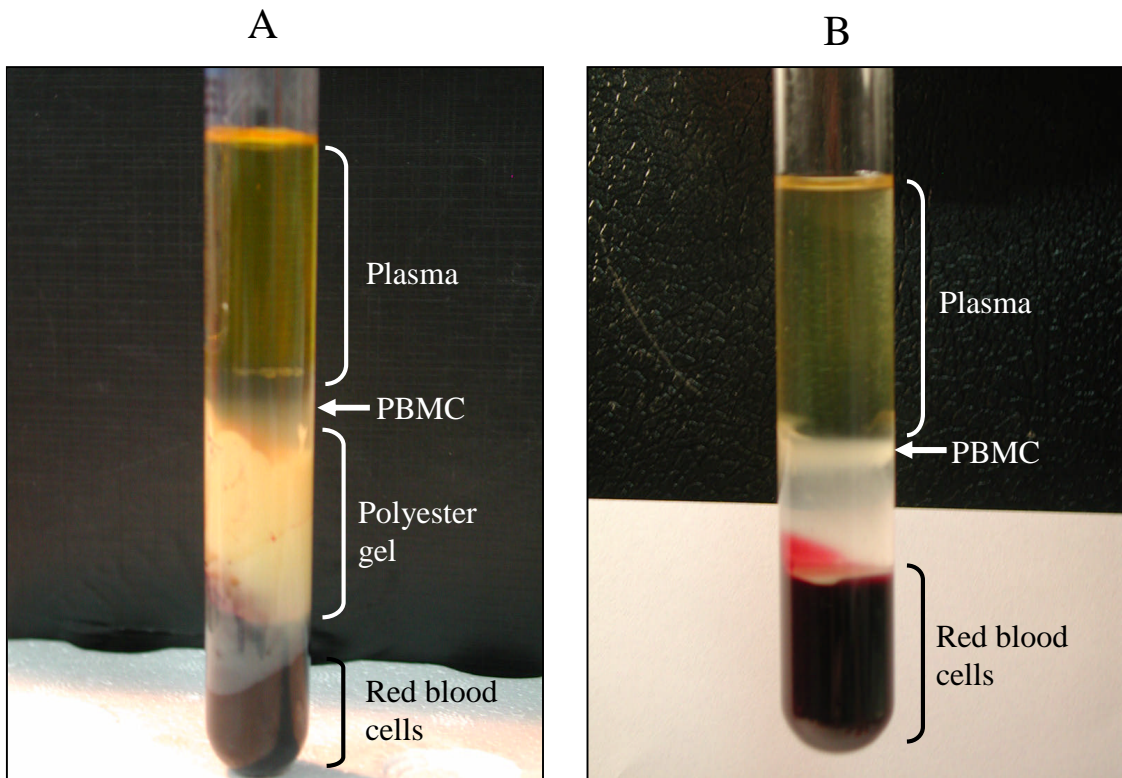 A
Plasma
PBMC
Polyester
gel
Red blood
cells
B
Plasma
PBMC
Red blood
cells